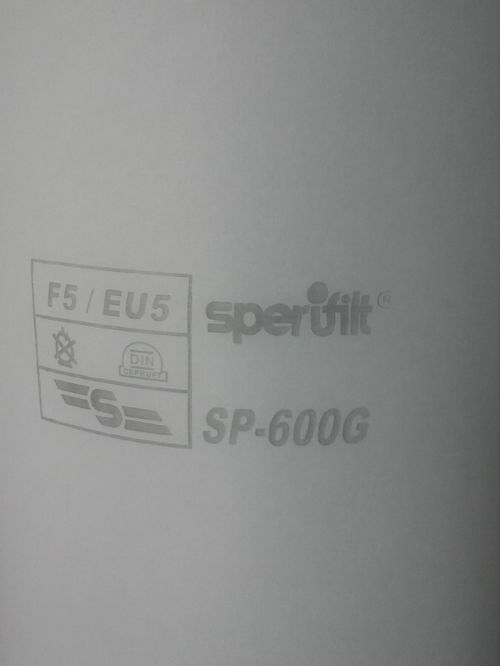 F5 / EU5
sperifilt®
DIN
GEPRÜFT
S
SP-600G